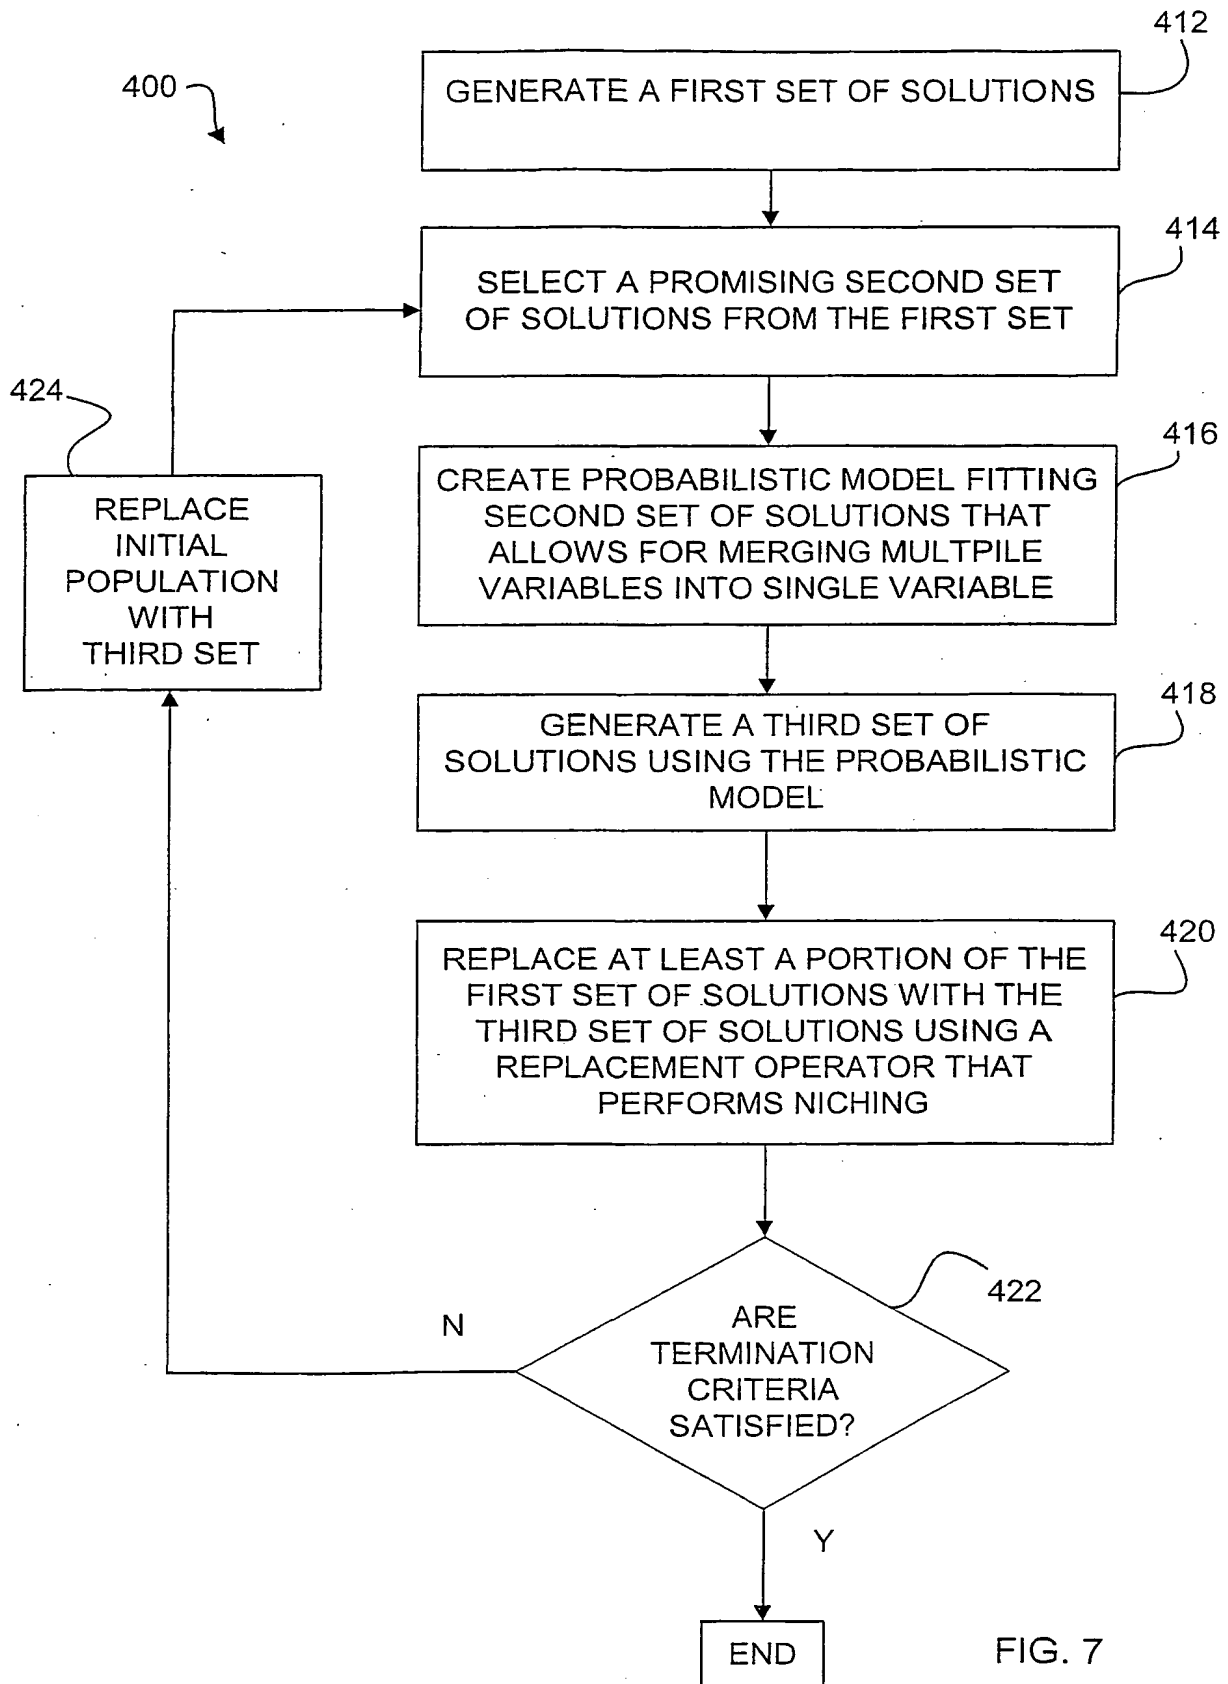 412
400
GENERATE A FIRST SET OF SOLUTIONS
414
SELECT A PROMISING SECOND SET
OF SOLUTIONS FROM THE FIRST SET
424
416
CREATE PROBABILISTIC MODEL FITTING
SECOND SET OF SOLUTIONS THAT
ALLOWS FOR MERGING MULTPILE
VARIABLES INTO SINGLE VARIABLE
REPLACE
INITIAL
POPULATION
WITH
THIRD SET
418
GENERATE A THIRD SET OF
SOLUTIONS USING THE PROBABILISTIC
MODEL
420
REPLACE AT LEAST A PORTION OF THE
FIRST SET OF SOLUTIONS WITH THE
THIRD SET OF SOLUTIONS USING A
REPLACEMENT OPERATOR THAT
PERFORMS NICHING
422
N
ARE
TERMINATION
CRITERIA
SATISFIED?
Y
END
FIG. 7